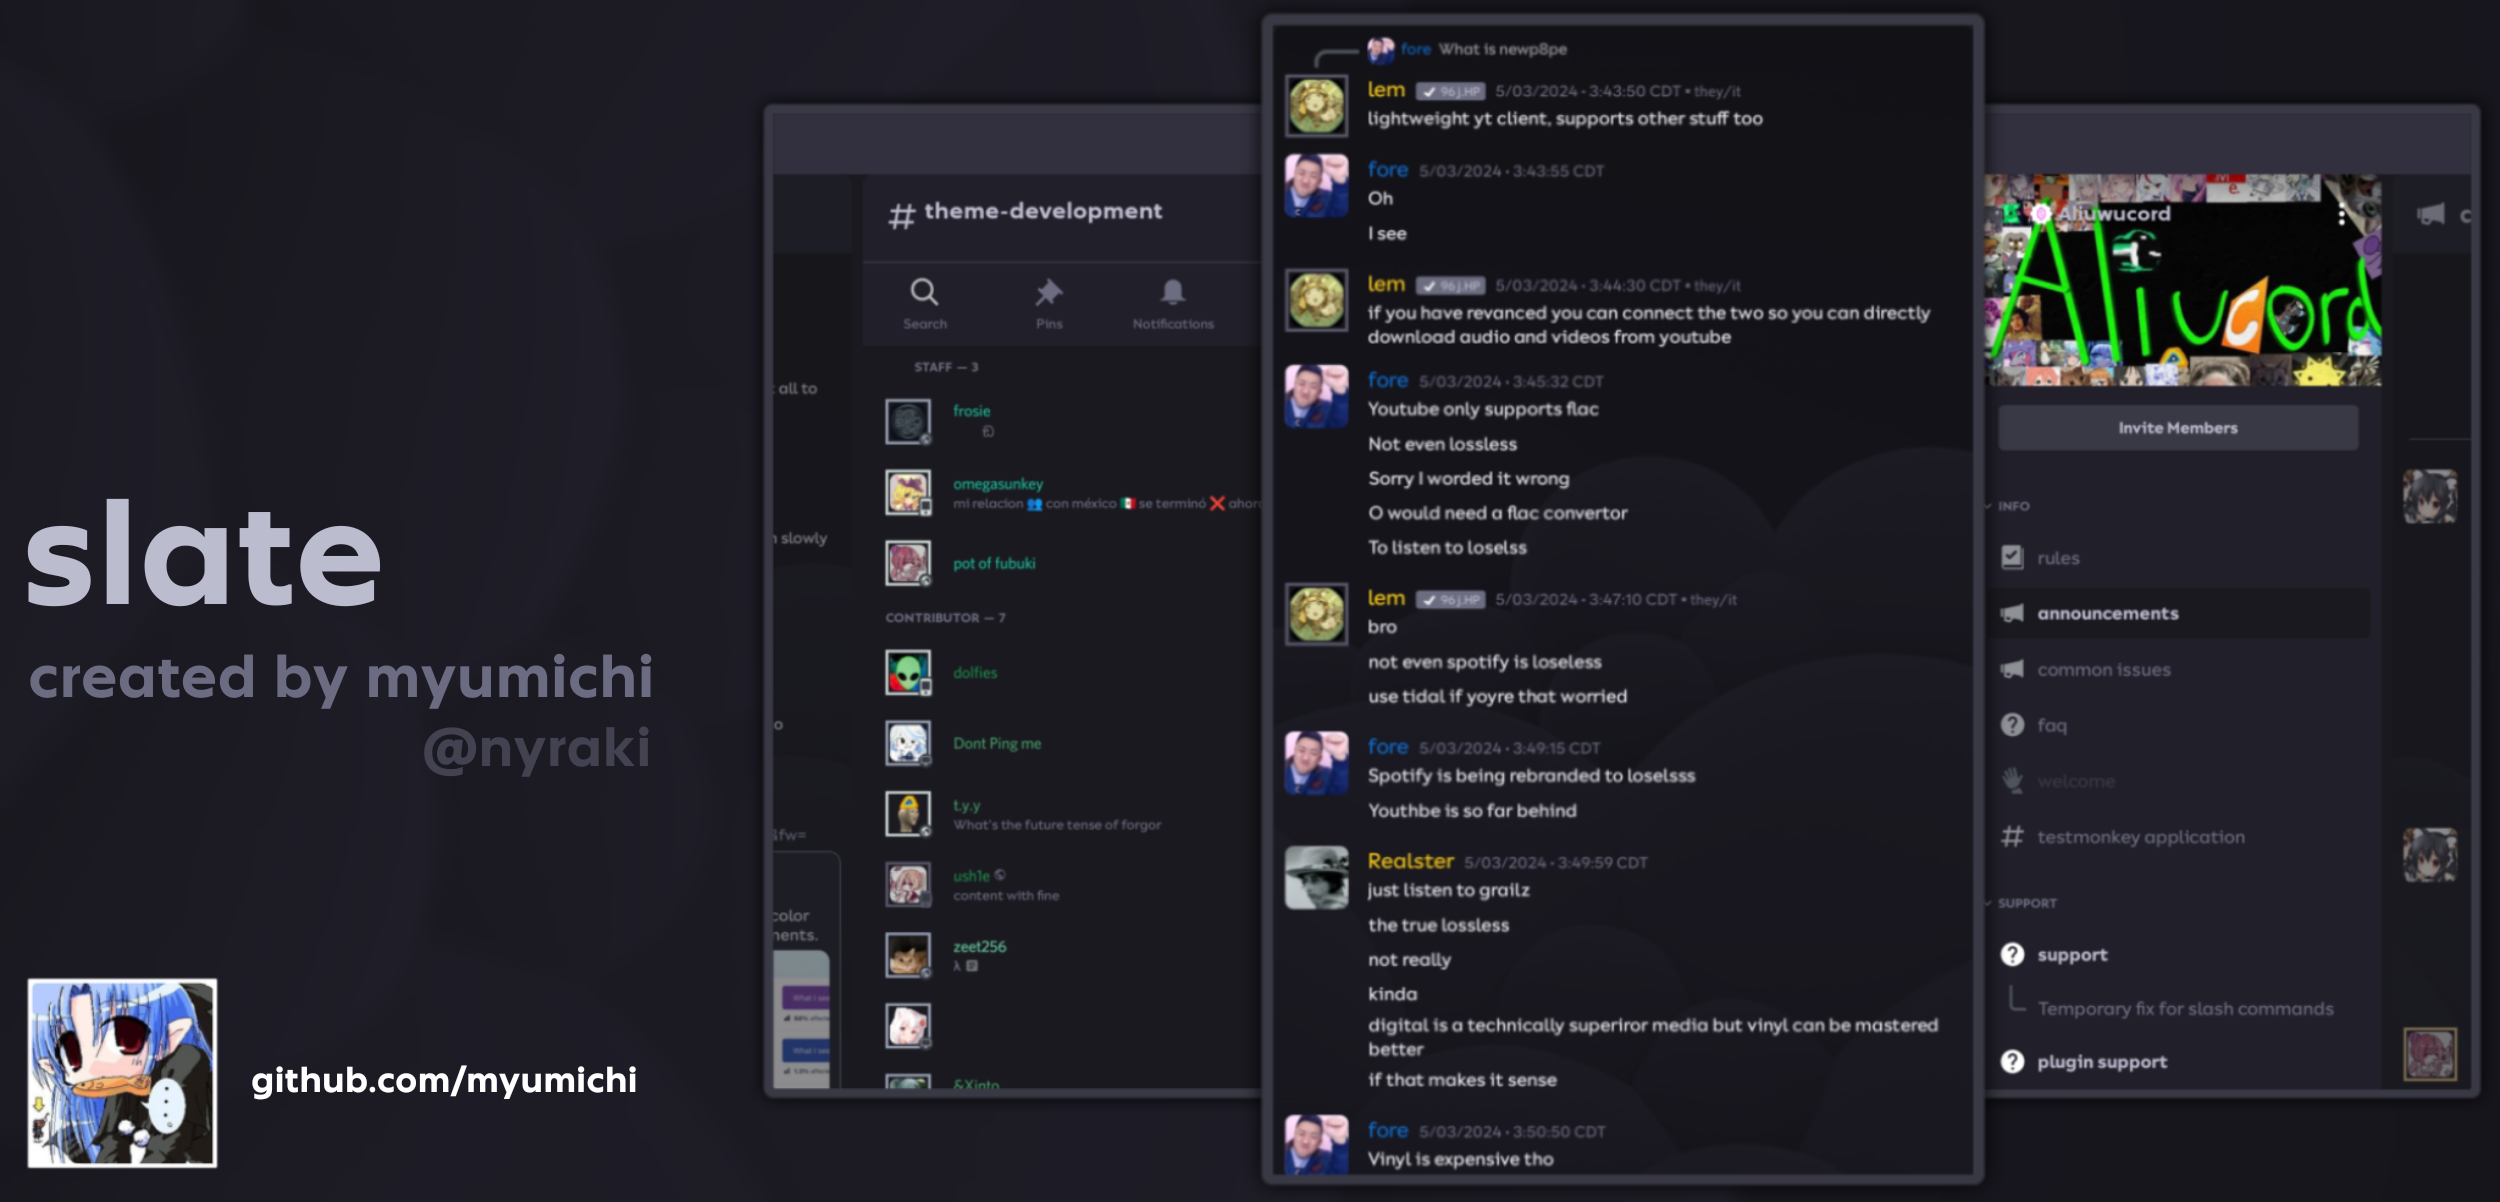 slate
created by myumichi
@nyraki
github.com/myumichi
all to
slowly
o
&fw=
color
What I see
What I see
# theme-development
Search
Pins
Notifications
STAFF — 3
frosie
omegasunkey
mi relacion 👥 con méxico 🇲🇽 se terminó ❌ ahora
pot of fubuki
CONTRIBUTOR — 7
dolfies
Dont Ping me
t.y.y
What's the future tense of forgor
ush1e
content with fine
zeet256
λ
&Xinto
fore What is newp8pe
lem ✔ 96j.HP 5/03/2024 • 3:43:50 CDT • they/it
lightweight yt client, supports other stuff too
fore 5/03/2024 • 3:43:55 CDT
Oh
I see
lem ✔ 96j.HP 5/03/2024 • 3:44:30 CDT • they/it
if you have revanced you can connect the two so you can directly
download audio and videos from youtube
fore 5/03/2024 • 3:45:32 CDT
Youtube only supports flac
Not even lossless
Sorry I worded it wrong
O would need a flac convertor
To listen to loselss
lem ✔ 96j.HP 5/03/2024 • 3:47:10 CDT • they/it
bro
not even spotify is loseless
use tidal if yoyre that worried
fore 5/03/2024 • 3:49:15 CDT
Spotify is being rebranded to loselsss
Youthbe is so far behind
Realster 5/03/2024 • 3:49:59 CDT
just listen to grailz
the true lossless
not really
kinda
digital is a technically superiror media but vinyl can be mastered
better
if that makes it sense
fore 5/03/2024 • 3:50:50 CDT
Vinyl is expensive tho
Aliuwucord
Aliucord
Invite Members
INFO
rules
announcements
common issues
faq
welcome
# testmonkey application
SUPPORT
support
Temporary fix for slash commands
plugin support